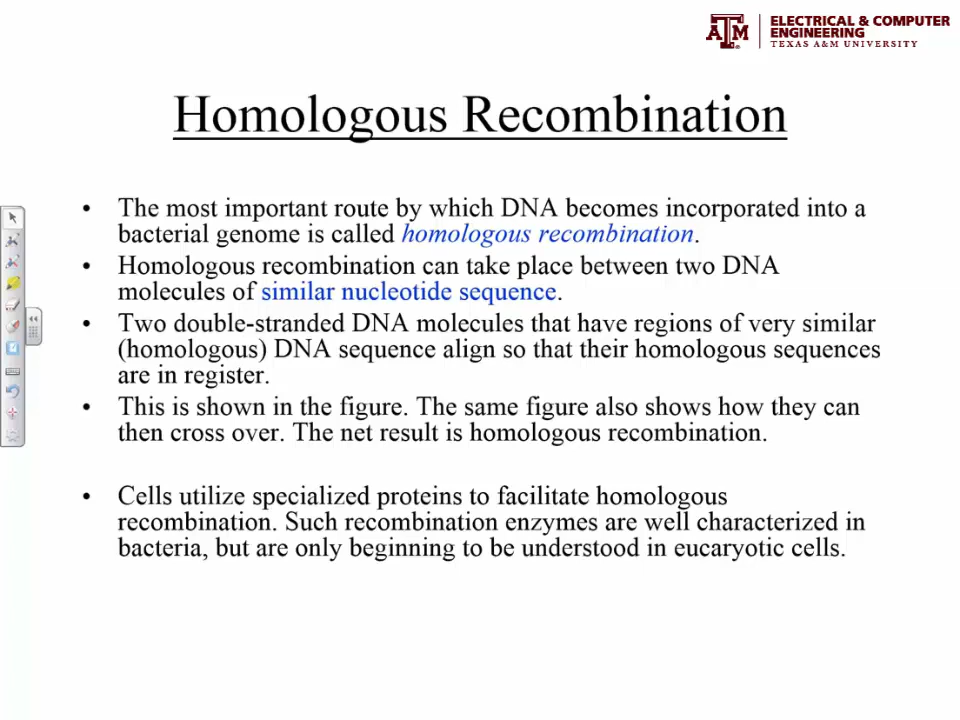 ELECTRICAL & COMPUTER
ENGINEERING
TEXAS A&M UNIVERSITY
Homologous Recombination
• The most important route by which DNA becomes incorporated into a
bacterial genome is called homologous recombination.
• Homologous recombination can take place between two DNA
molecules of similar nucleotide sequence.
• Two double-stranded DNA molecules that have regions of very similar
(homologous) DNA sequence align so that their homologous sequences
are in register.
• This is shown in the figure. The same figure also shows how they can
then cross over. The net result is homologous recombination.
• Cells utilize specialized proteins to facilitate homologous
recombination. Such recombination enzymes are well characterized in
bacteria, but are only beginning to be understood in eucaryotic cells.